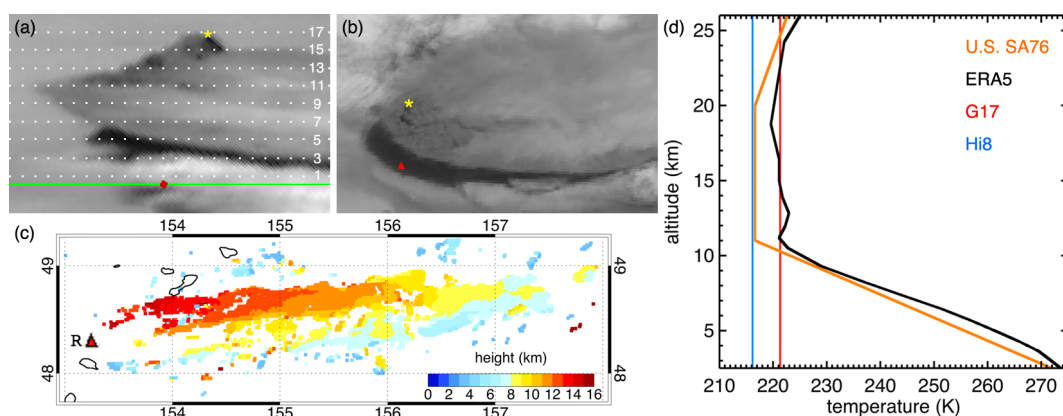 (a)
17
15
13
11
9
7
5
3
1
(b)
(c)
154 155 156 157
49 49
R
48 48
height (km)
0 2 4 6 8 10 12 14 16
154 155 156 157
(d)
U.S. SA76
ERA5
G17
Hi8
altitude (km)
25
20
15
10
5
210 220 230 240 250 260 270
temperature (K)